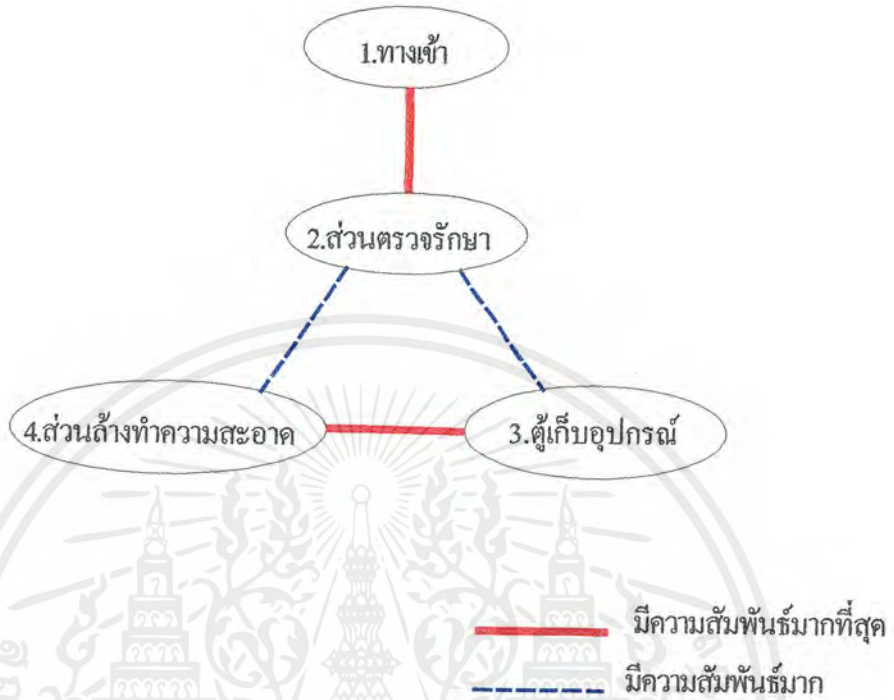 1.ทางเข้า
2.ส่วนตรวจรักษา
4.ส่วนล้างทำความสะอาด
3.ตู้เก็บอุปกรณ์
มีความสัมพันธ์มากที่สุด
มีความสัมพันธ์มาก